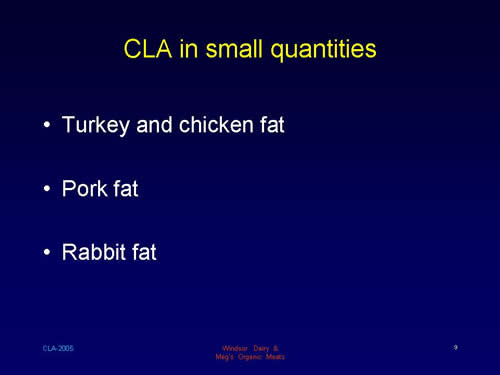 CLA in small quantities
• Turkey and chicken fat
• Pork fat
• Rabbit fat
CLA-2005
Windsor Dairy &
Meg's Organic Meats
9